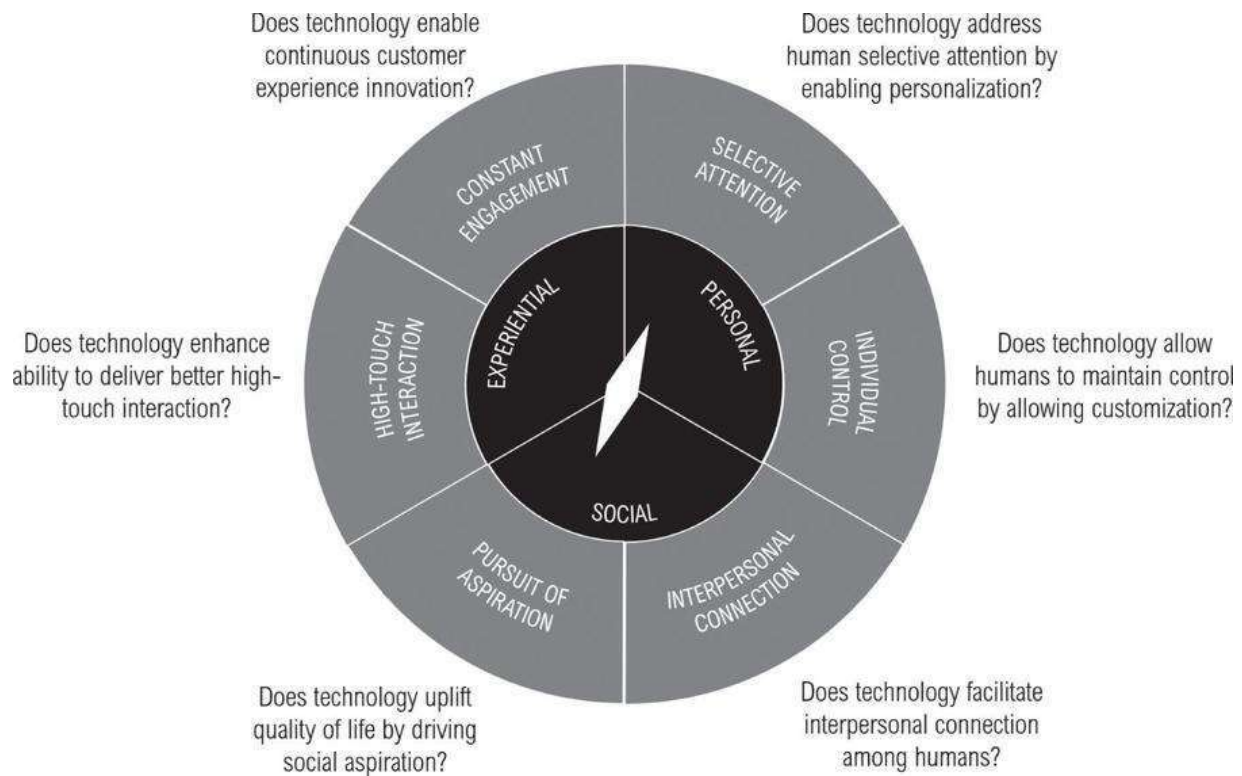 Does technology enable
continuous customer
experience innovation?
Does technology address
human selective attention by
enabling personalization?
CONSTANT
ENGAGEMENT
SELECTIVE
ATTENTION
EXPERIENTIAL
PERSONAL
Does technology enhance
ability to deliver better high-
touch interaction?
HIGH-TOUCH
INTERACTION
INDIVIDUAL
CONTROL
Does technology allow
humans to maintain control
by allowing customization?
SOCIAL
PURSUIT OF
ASPIRATION
INTERPERSONAL
CONNECTION
Does technology uplift
quality of life by driving
social aspiration?
Does technology facilitate
interpersonal connection
among humans?